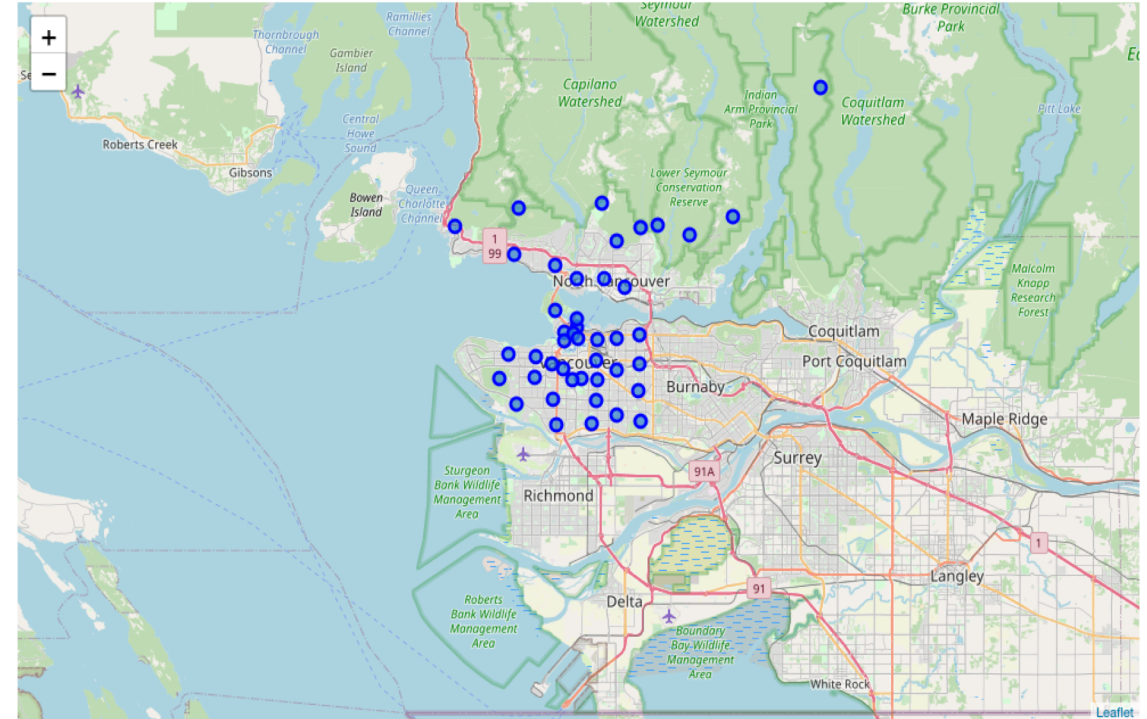 +
−
Se
Thornbrough
Channel
Ramillies
Channel
Gambier
Island
Seymour
Watershed
Burke Provincial
Park
Ec
Capilano
Watershed
Indian
Arm Provincial
Park
Coquitlam
Watershed
Pitt Lake
Central
Howe
Sound
Roberts Creek
Gibsons
Bowen
Island
Queen
Charlotte
Channel
Lower Seymour
Conservation
Reserve
1
99
North Vancouver
Malcolm
Knapp
Research
Forest
Coquitlam
Port Coquitlam
Vancouver
Burnaby
Maple Ridge
Surrey
91A
Sturgeon
Bank Wildlife
Management
Area
Richmond
1
Langley
91
Delta
Roberts
Bank Wildlife
Management
Area
Boundary
Bay Wildlife
Management
Area
White Rock
Leaflet